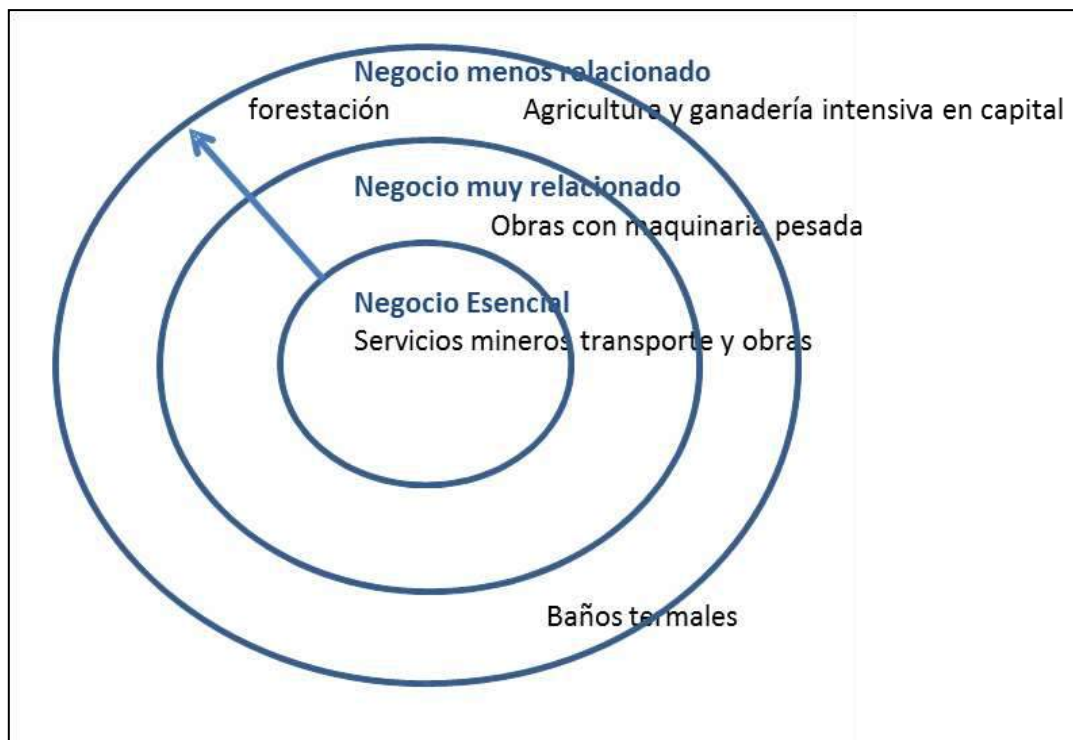 Negocio menos relacionado
forestación Agricultura y ganadería intensiva en capital
Negocio muy relacionado
Obras con maquinaria pesada
Negocio Esencial
Servicios mineros transporte y obras
Baños termales